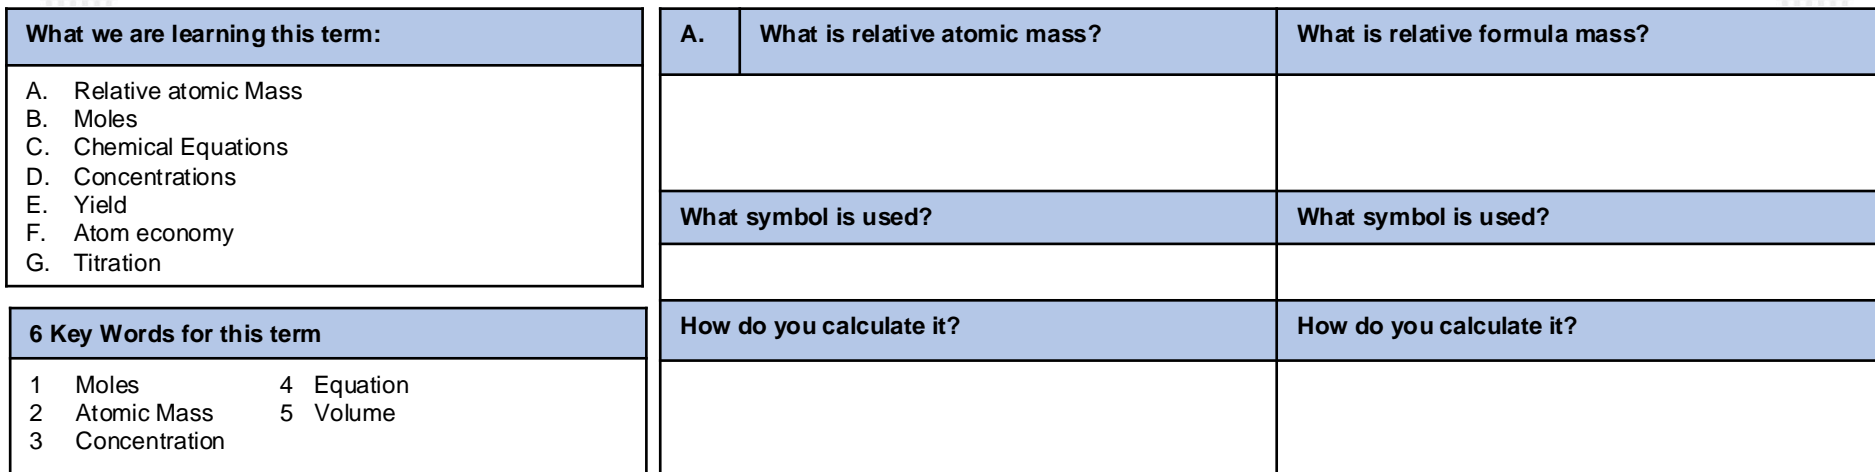 What we are learning this term:
A. Relative atomic Mass
B. Moles
C. Chemical Equations
D. Concentrations
E. Yield
F. Atom economy
G. Titration
6 Key Words for this term
1 Moles 4 Equation
2 Atomic Mass 5 Volume
3 Concentration
A. What is relative atomic mass? What is relative formula mass?
What symbol is used? What symbol is used?
How do you calculate it? How do you calculate it?